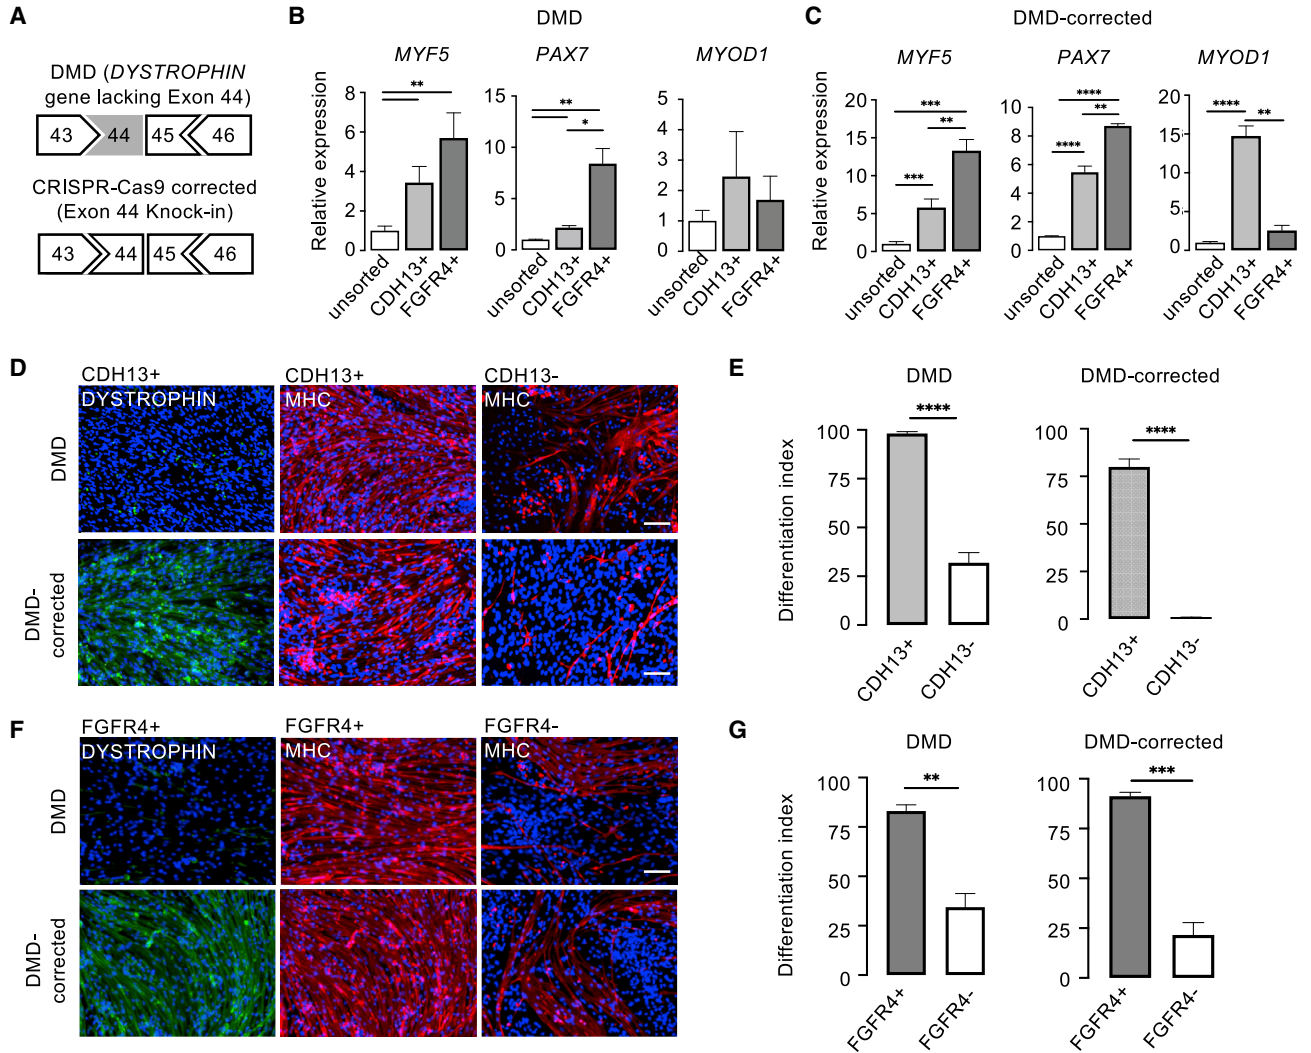 A
DMD (DYSTROPHIN
gene lacking Exon 44)
43 44 45 46
CRISPR-Cas9 corrected
(Exon 44 Knock-in)
43 44 45 46
B
DMD
MYF5
PAX7
MYOD1
Relative expression
8
6
4
2
0
**
unsorted
CDH13+
FGFR4+
15
10
5
0
**
*
unsorted
CDH13+
FGFR4+
5
4
3
2
1
0
unsorted
CDH13+
FGFR4+
C
DMD-corrected
MYF5
PAX7
MYOD1
Relative expression
20
15
10
5
0
***
**
***
unsorted
CDH13+
FGFR4+
10
8
6
4
2
0
****
**
****
unsorted
CDH13+
FGFR4+
20
15
10
5
0
****
**
unsorted
CDH13+
FGFR4+
D
CDH13+
DYSTROPHIN
CDH13+
MHC
CDH13-
MHC
DMD
DMD-
corrected
E
DMD
DMD-corrected
Differentiation index
100
75
50
25
0
****
CDH13+
CDH13-
100
75
50
25
0
****
CDH13+
CDH13-
F
FGFR4+
DYSTROPHIN
FGFR4+
MHC
FGFR4-
MHC
DMD
DMD-
corrected
G
DMD
DMD-corrected
Differentiation index
100
75
50
25
0
**
FGFR4+
FGFR4-
100
75
50
25
0
***
FGFR4+
FGFR4-